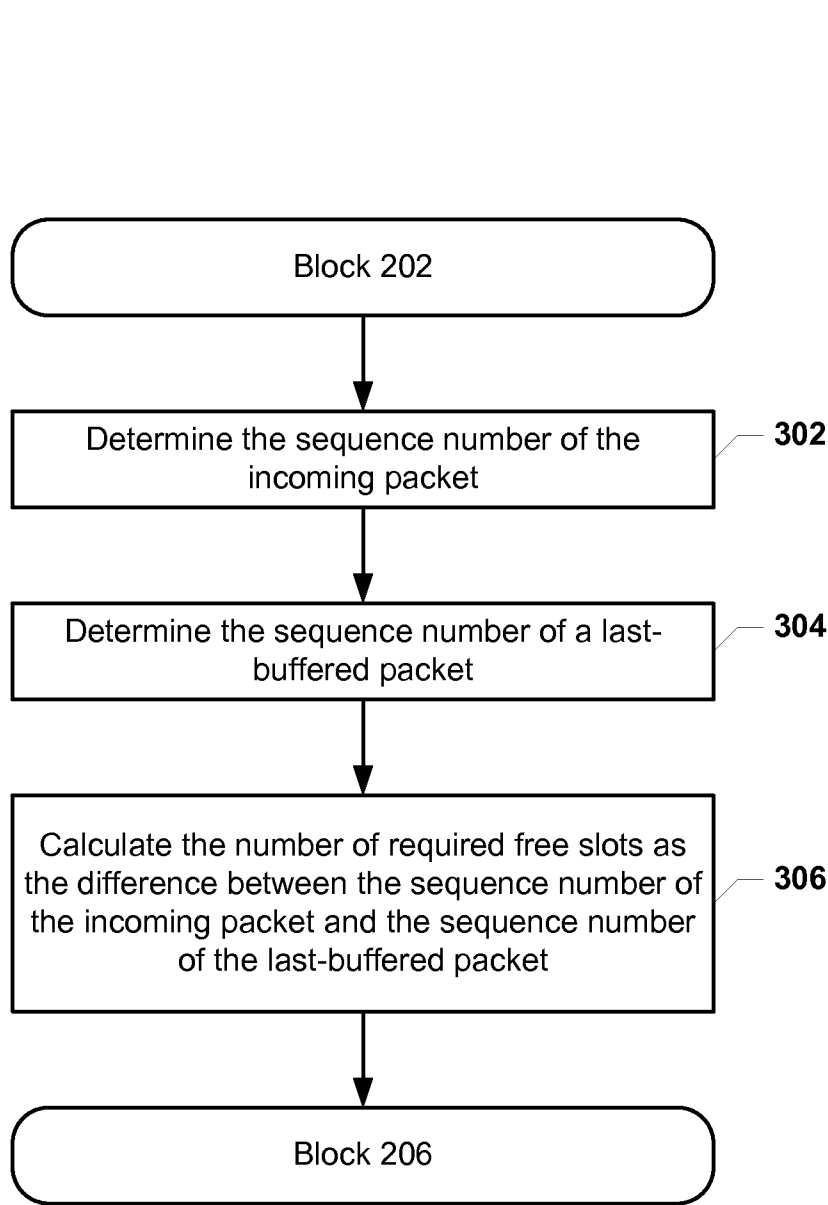 Block 202
Determine the sequence number of the
incoming packet
302
Determine the sequence number of a last-
buffered packet
304
Calculate the number of required free slots as
the difference between the sequence number of
the incoming packet and the sequence number
of the last-buffered packet
306
Block 206